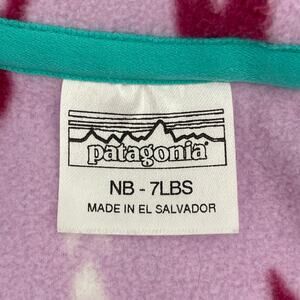 patagonia
NB - 7LBS
MADE IN EL SALVADOR